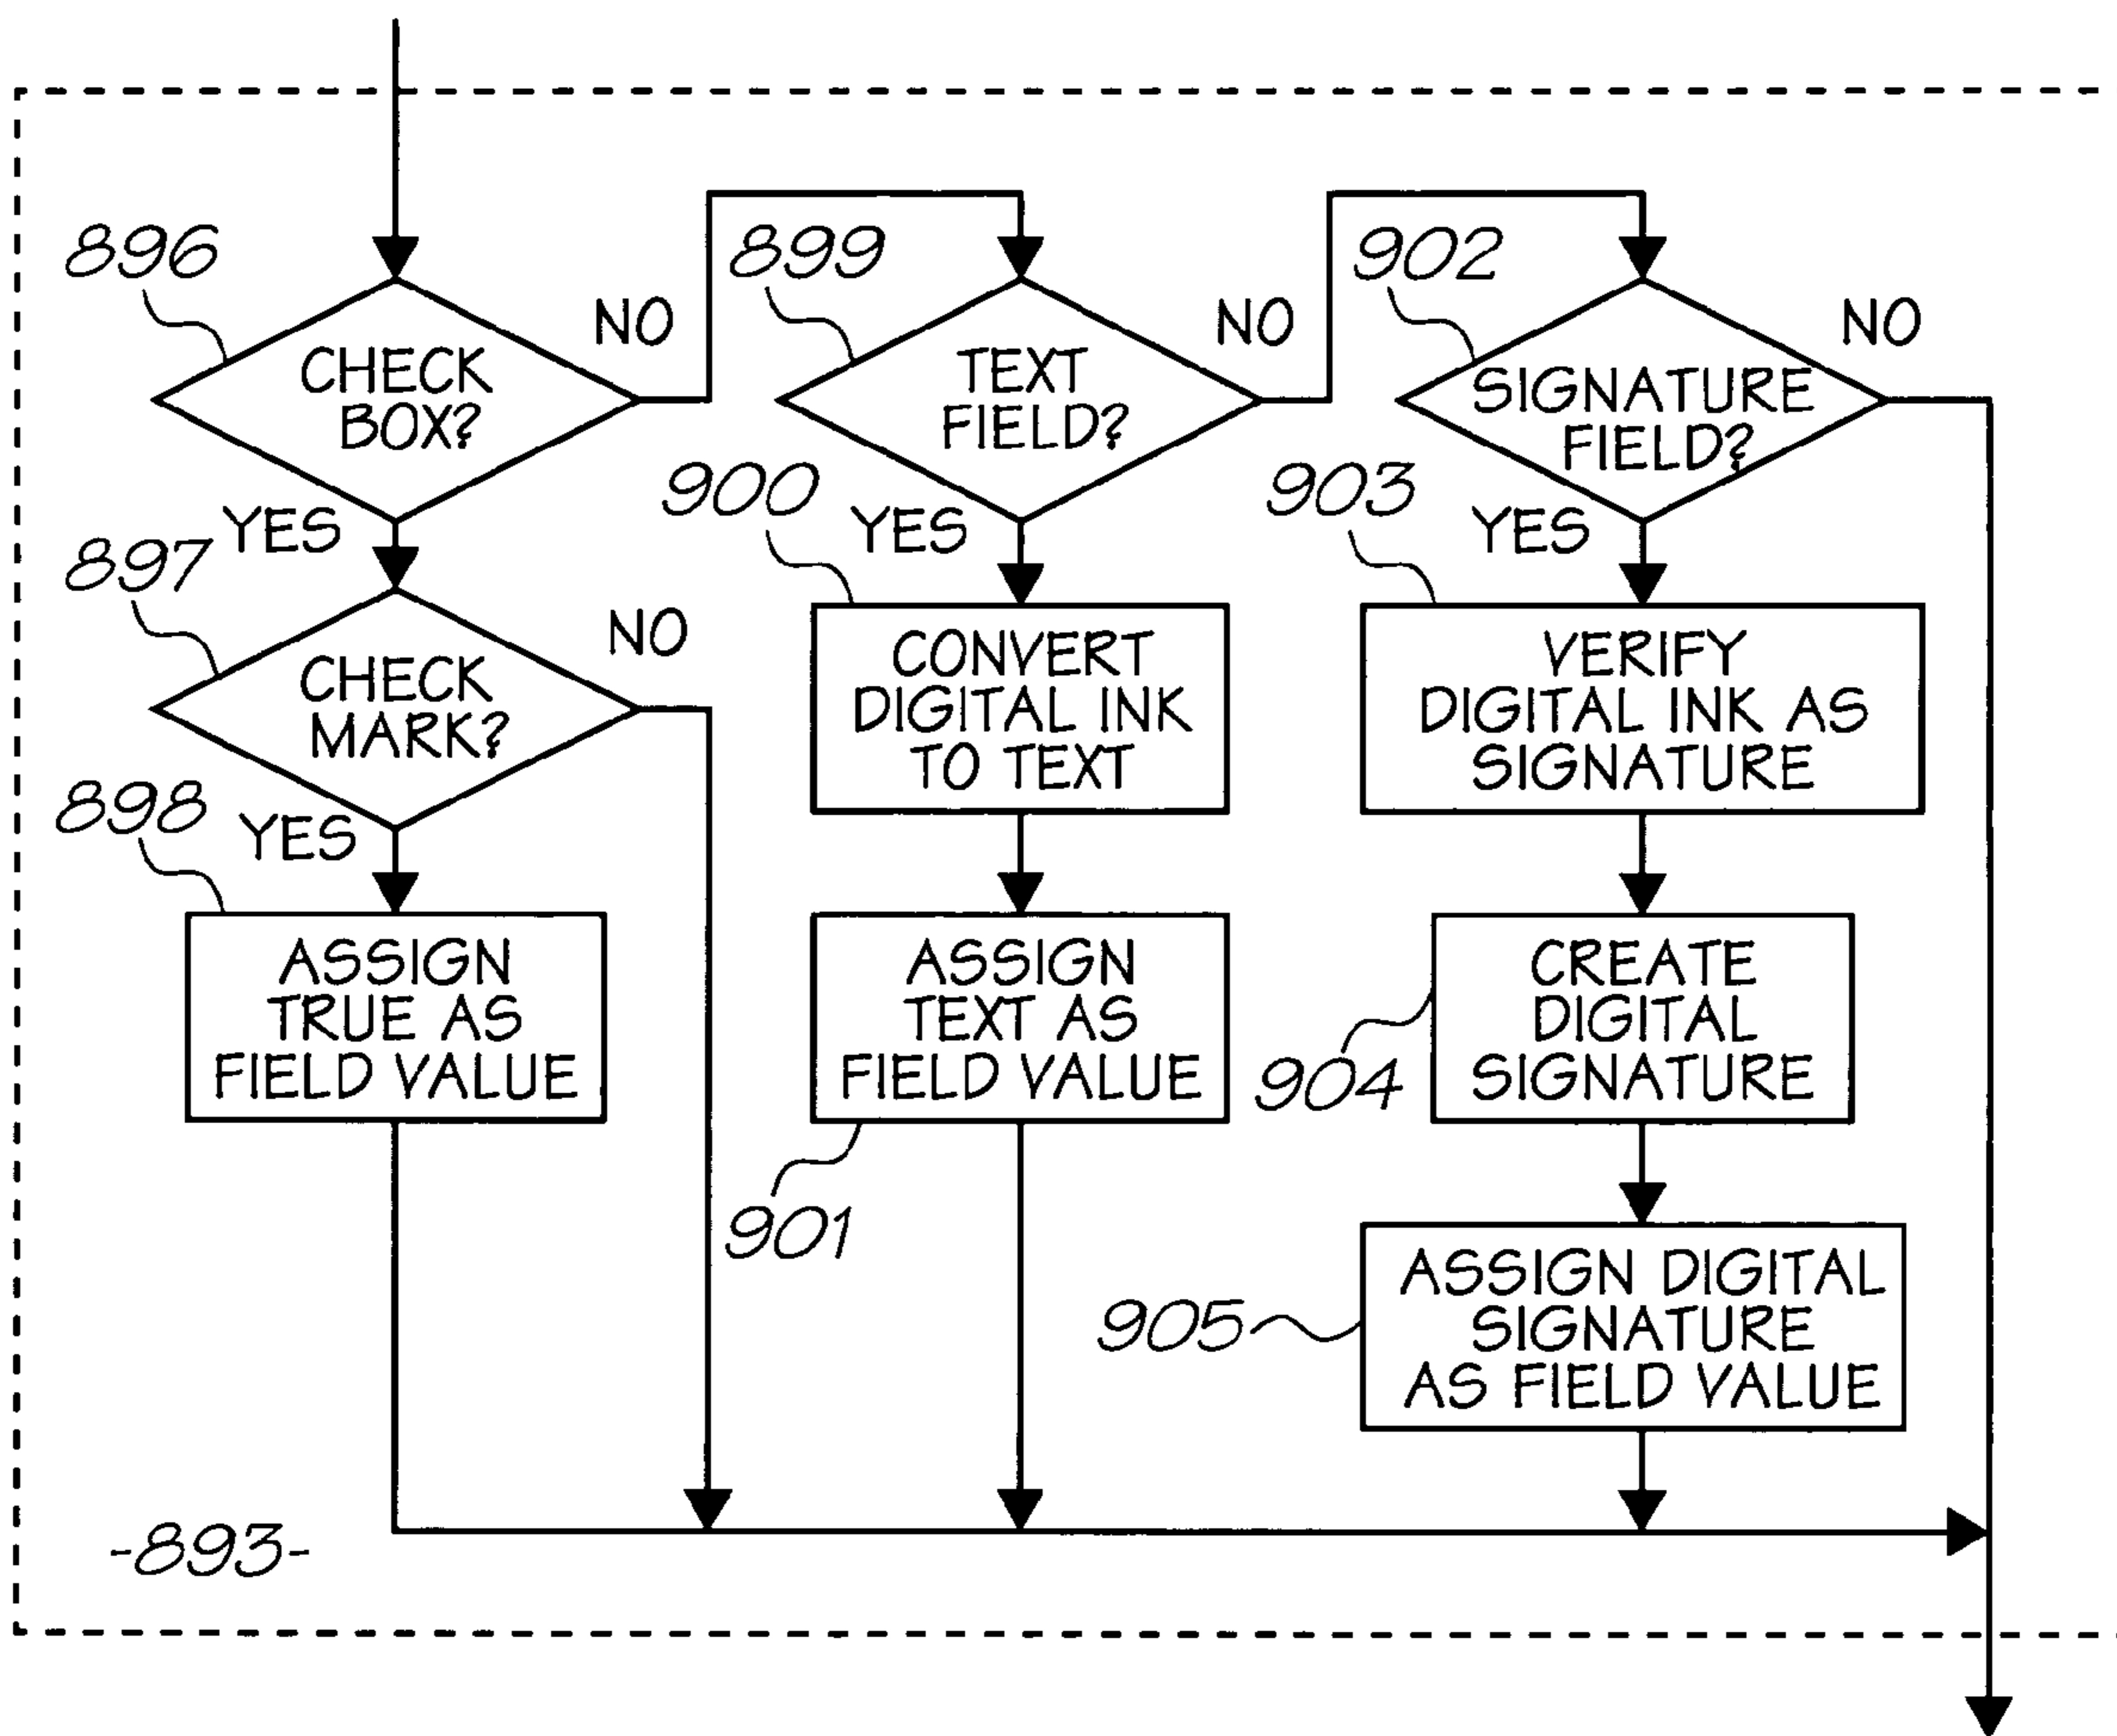 896
CHECK
BOX?
NO
YES
897
CHECK
MARK?
NO
YES
898
ASSIGN
TRUE AS
FIELD VALUE
899
TEXT
FIELD?
NO
YES
900
CONVERT
DIGITAL INK
TO TEXT
ASSIGN
TEXT AS
FIELD VALUE
901
902
SIGNATURE
FIELD?
NO
YES
903
VERIFY
DIGITAL INK AS
SIGNATURE
CREATE
DIGITAL
SIGNATURE
904
ASSIGN DIGITAL
SIGNATURE
AS FIELD VALUE
905
-893-